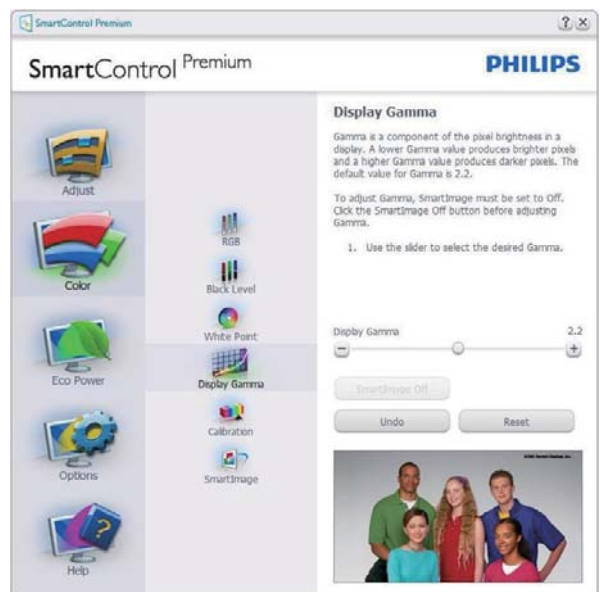 SmartControl Premium
SmartControl Premium
PHILIPS
Adjust
Color
Eco Power
Options
Help
RGB
Black Level
White Point
Display Gamma
Calibration
SmartImage
Display Gamma
Gamma is a component of the pixel brightness in a
display. A lower Gamma value produces brighter pixels
and a higher Gamma value produces darker pixels. The
default value for Gamma is 2.2.
To adjust Gamma, SmartImage must be set to Off.
Click the SmartImage Off button before adjusting
Gamma.
1. Use the slider to select the desired Gamma.
Display Gamma 2.2
SmartImage Off
Undo Reset